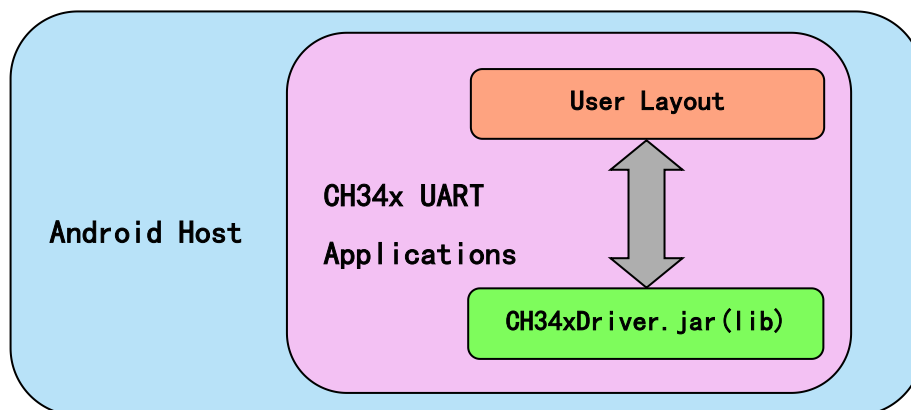 User Layout
CH34x UART
Applications
Android Host
CH34xDriver.jar(lib)